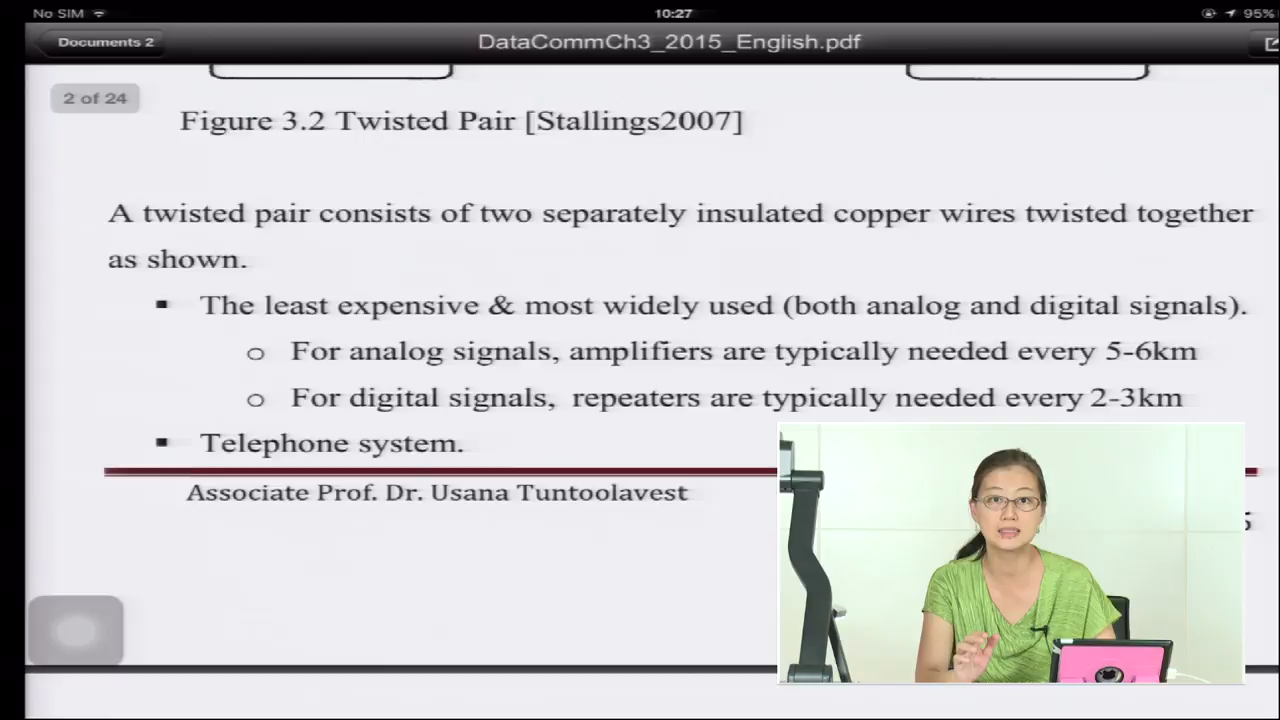 No SIM
10:27
95%
Documents 2
DataCommCh3_2015_English.pdf
2 of 24
Figure 3.2 Twisted Pair [Stallings2007]
A twisted pair consists of two separately insulated copper wires twisted together
as shown.
▪ The least expensive & most widely used (both analog and digital signals).
o For analog signals, amplifiers are typically needed every 5-6km
o For digital signals, repeaters are typically needed every 2-3km
▪ Telephone system.
Associate Prof. Dr. Usana Tuntoolavest